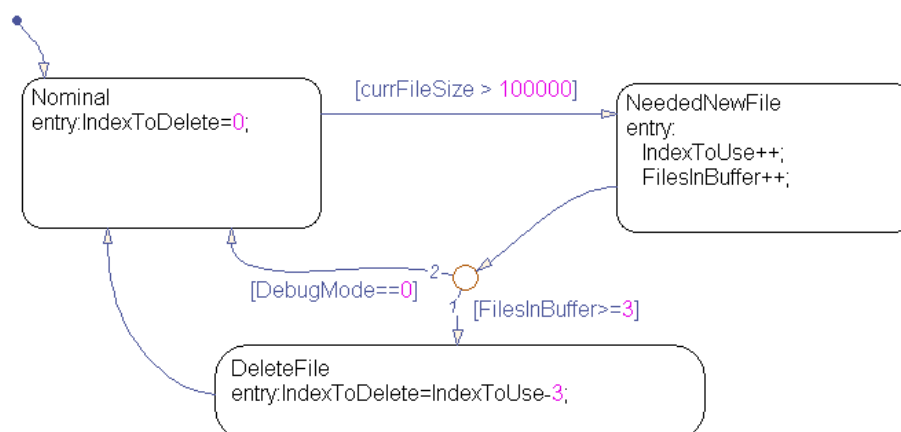 [currFileSize > 100000]
Nominal
entry:IndexToDelete=0;
NeededNewFile
entry:
IndexToUse++;
FilesInBuffer++;
2
[DebugMode==0]
1
[FilesInBuffer>=3]
DeleteFile
entry:IndexToDelete=IndexToUse-3;